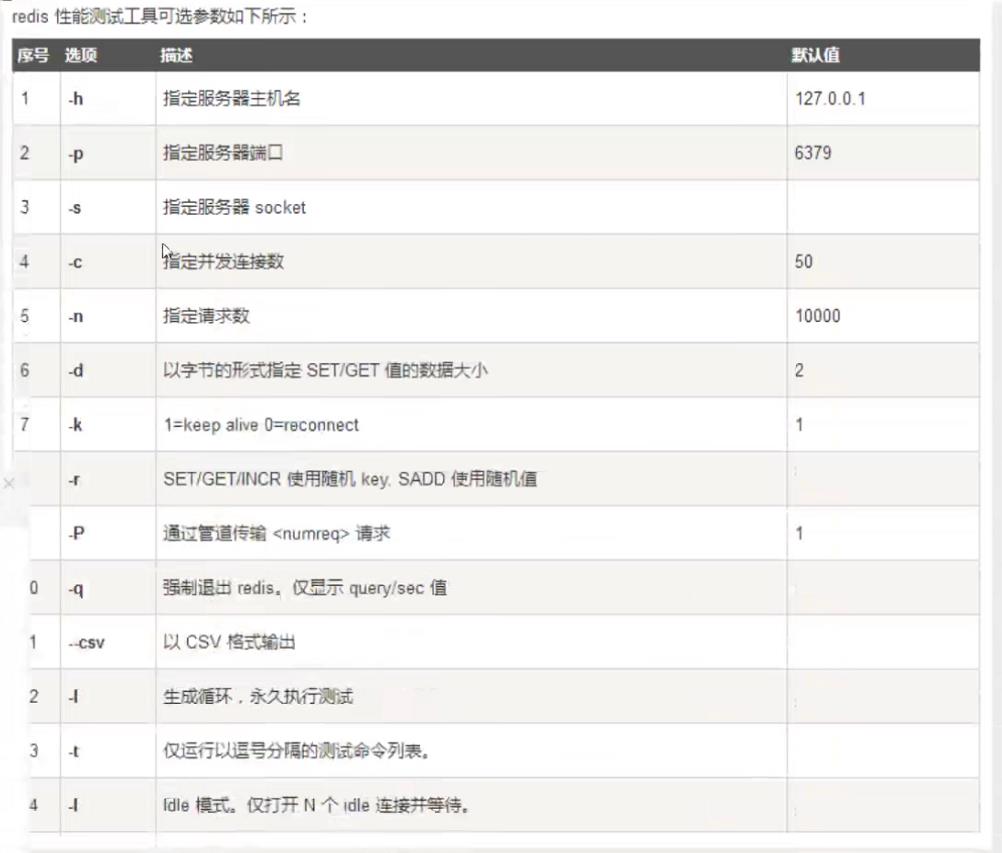 redis 性能测试工具可选参数如下所示：
序号 选项 描述 默认值
1 -h 指定服务器主机名 127.0.0.1
2 -p 指定服务器端口 6379
3 -s 指定服务器 socket
4 -c 指定并发连接数 50
5 -n 指定请求数 10000
6 -d 以字节的形式指定 SET/GET 值的数据大小 2
7 -k 1=keep alive 0=reconnect 1
-r SET/GET/INCR 使用随机 key, SADD 使用随机值
-P 通过管道传输 <numreq> 请求 1
0 -q 强制退出 redis。仅显示 query/sec 值
1 --csv 以 CSV 格式输出
2 -l 生成循环，永久执行测试
3 -t 仅运行以逗号分隔的测试命令列表。
4 -I Idle 模式。仅打开 N 个 idle 连接并等待。